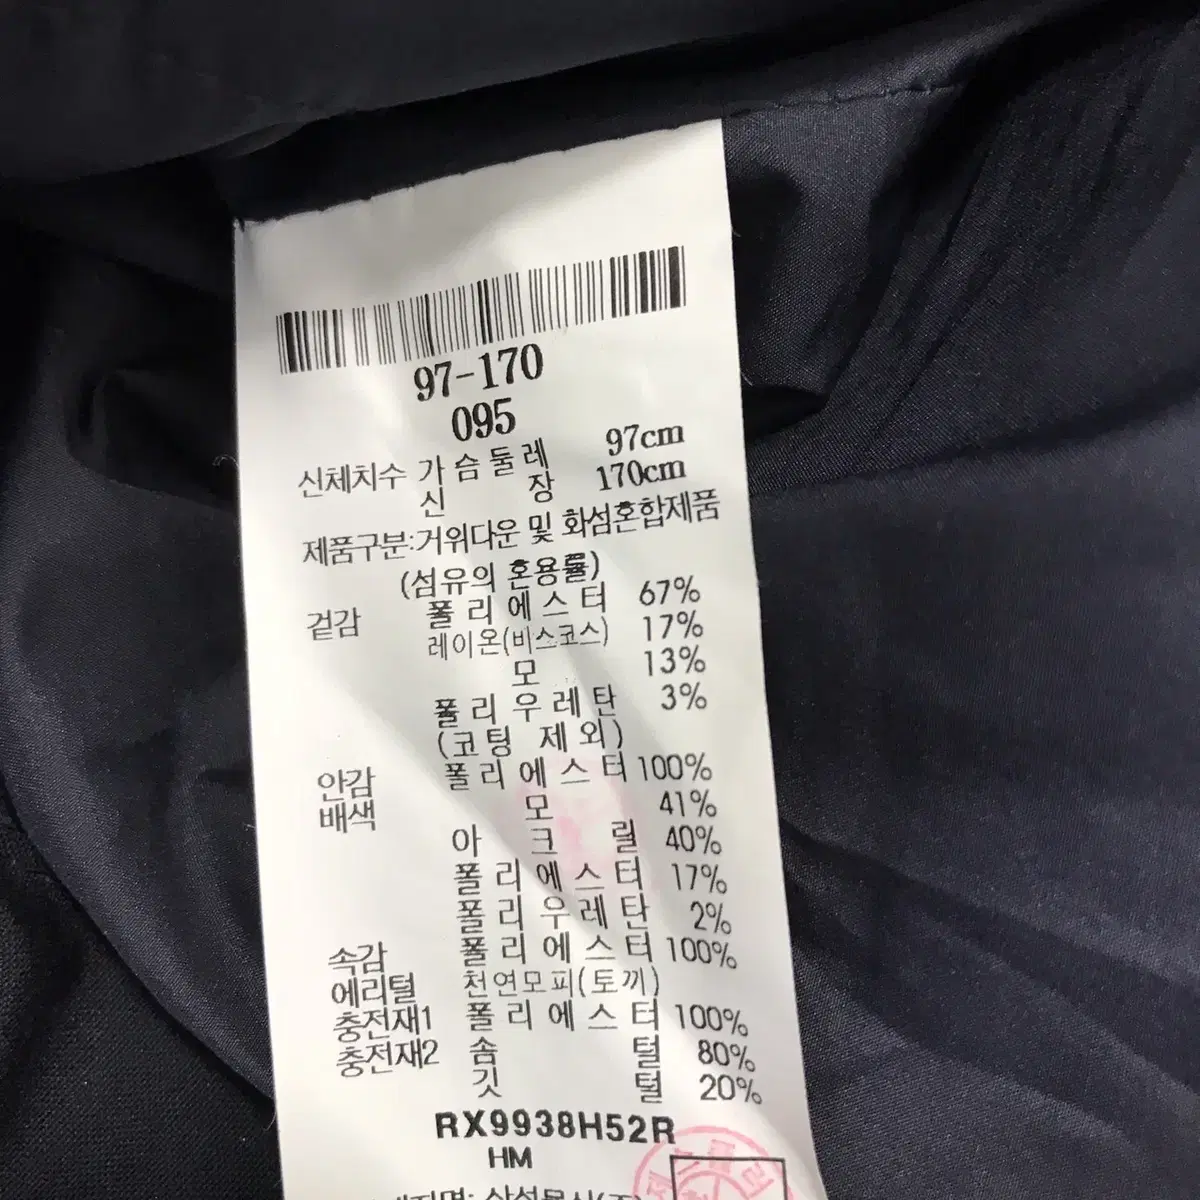 97-170
095
신체치수 가슴둘레 97cm
신 장 170cm
제품구분:거위다운 및 화섬혼합제품
(섬유의 혼용률)
겉감 폴리에스터 67%
레이온(비스코스) 17%
모 13%
폴리우레탄 3%
(코팅 제외)
안감 폴리에스터 100%
배색 모 41%
아크릴 40%
폴리에스터 17%
폴리우레탄 2%
속감 폴리에스터 100%
에리털 천연모피(토끼)
충전재1 폴리에스터 100%
충전재2 솜털 80%
깃털 20%
RX9938H52R
HM
삼성물산(주)